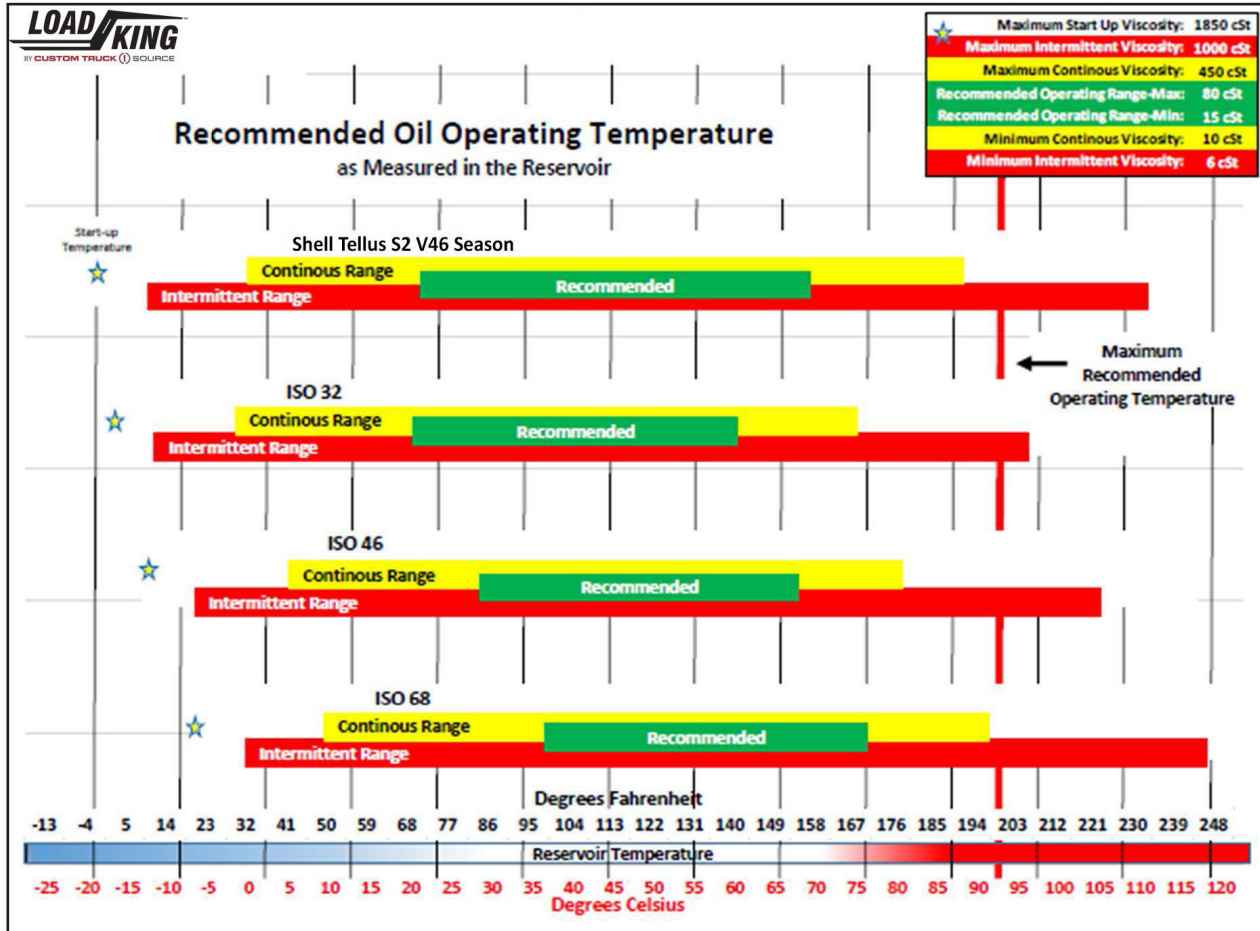 LOAD KING
BY CUSTOM TRUCK 1 SOURCE
Maximum Start Up Viscosity: 1850 cSt
Maximum Intermittent Viscosity: 1000 cSt
Maximum Continous Viscosity: 450 cSt
Recommended Operating Range-Max: 80 cSt
Recommended Operating Range-Min: 15 cSt
Minimum Continous Viscosity: 10 cSt
Minimum Intermittent Viscosity: 6 cSt
Recommended Oil Operating Temperature
as Measured in the Reservoir
Start-up
Temperature
Shell Tellus S2 V46 Season
Continous Range
Recommended
Intermittent Range
Maximum
Recommended
Operating Temperature
ISO 32
Continous Range
Recommended
Intermittent Range
ISO 46
Continous Range
Recommended
Intermittent Range
ISO 68
Continous Range
Recommended
Intermittent Range
Degrees Fahrenheit
-13 -4 5 14 23 32 41 50 59 68 77 86 95 104 113 122 131 140 149 158 167 176 185 194 203 212 221 230 239 248
Reservoir Temperature
-25 -20 -15 -10 -5 0 5 10 15 20 25 30 35 40 45 50 55 60 65 70 75 80 85 90 95 100 105 110 115 120
Degrees Celsius